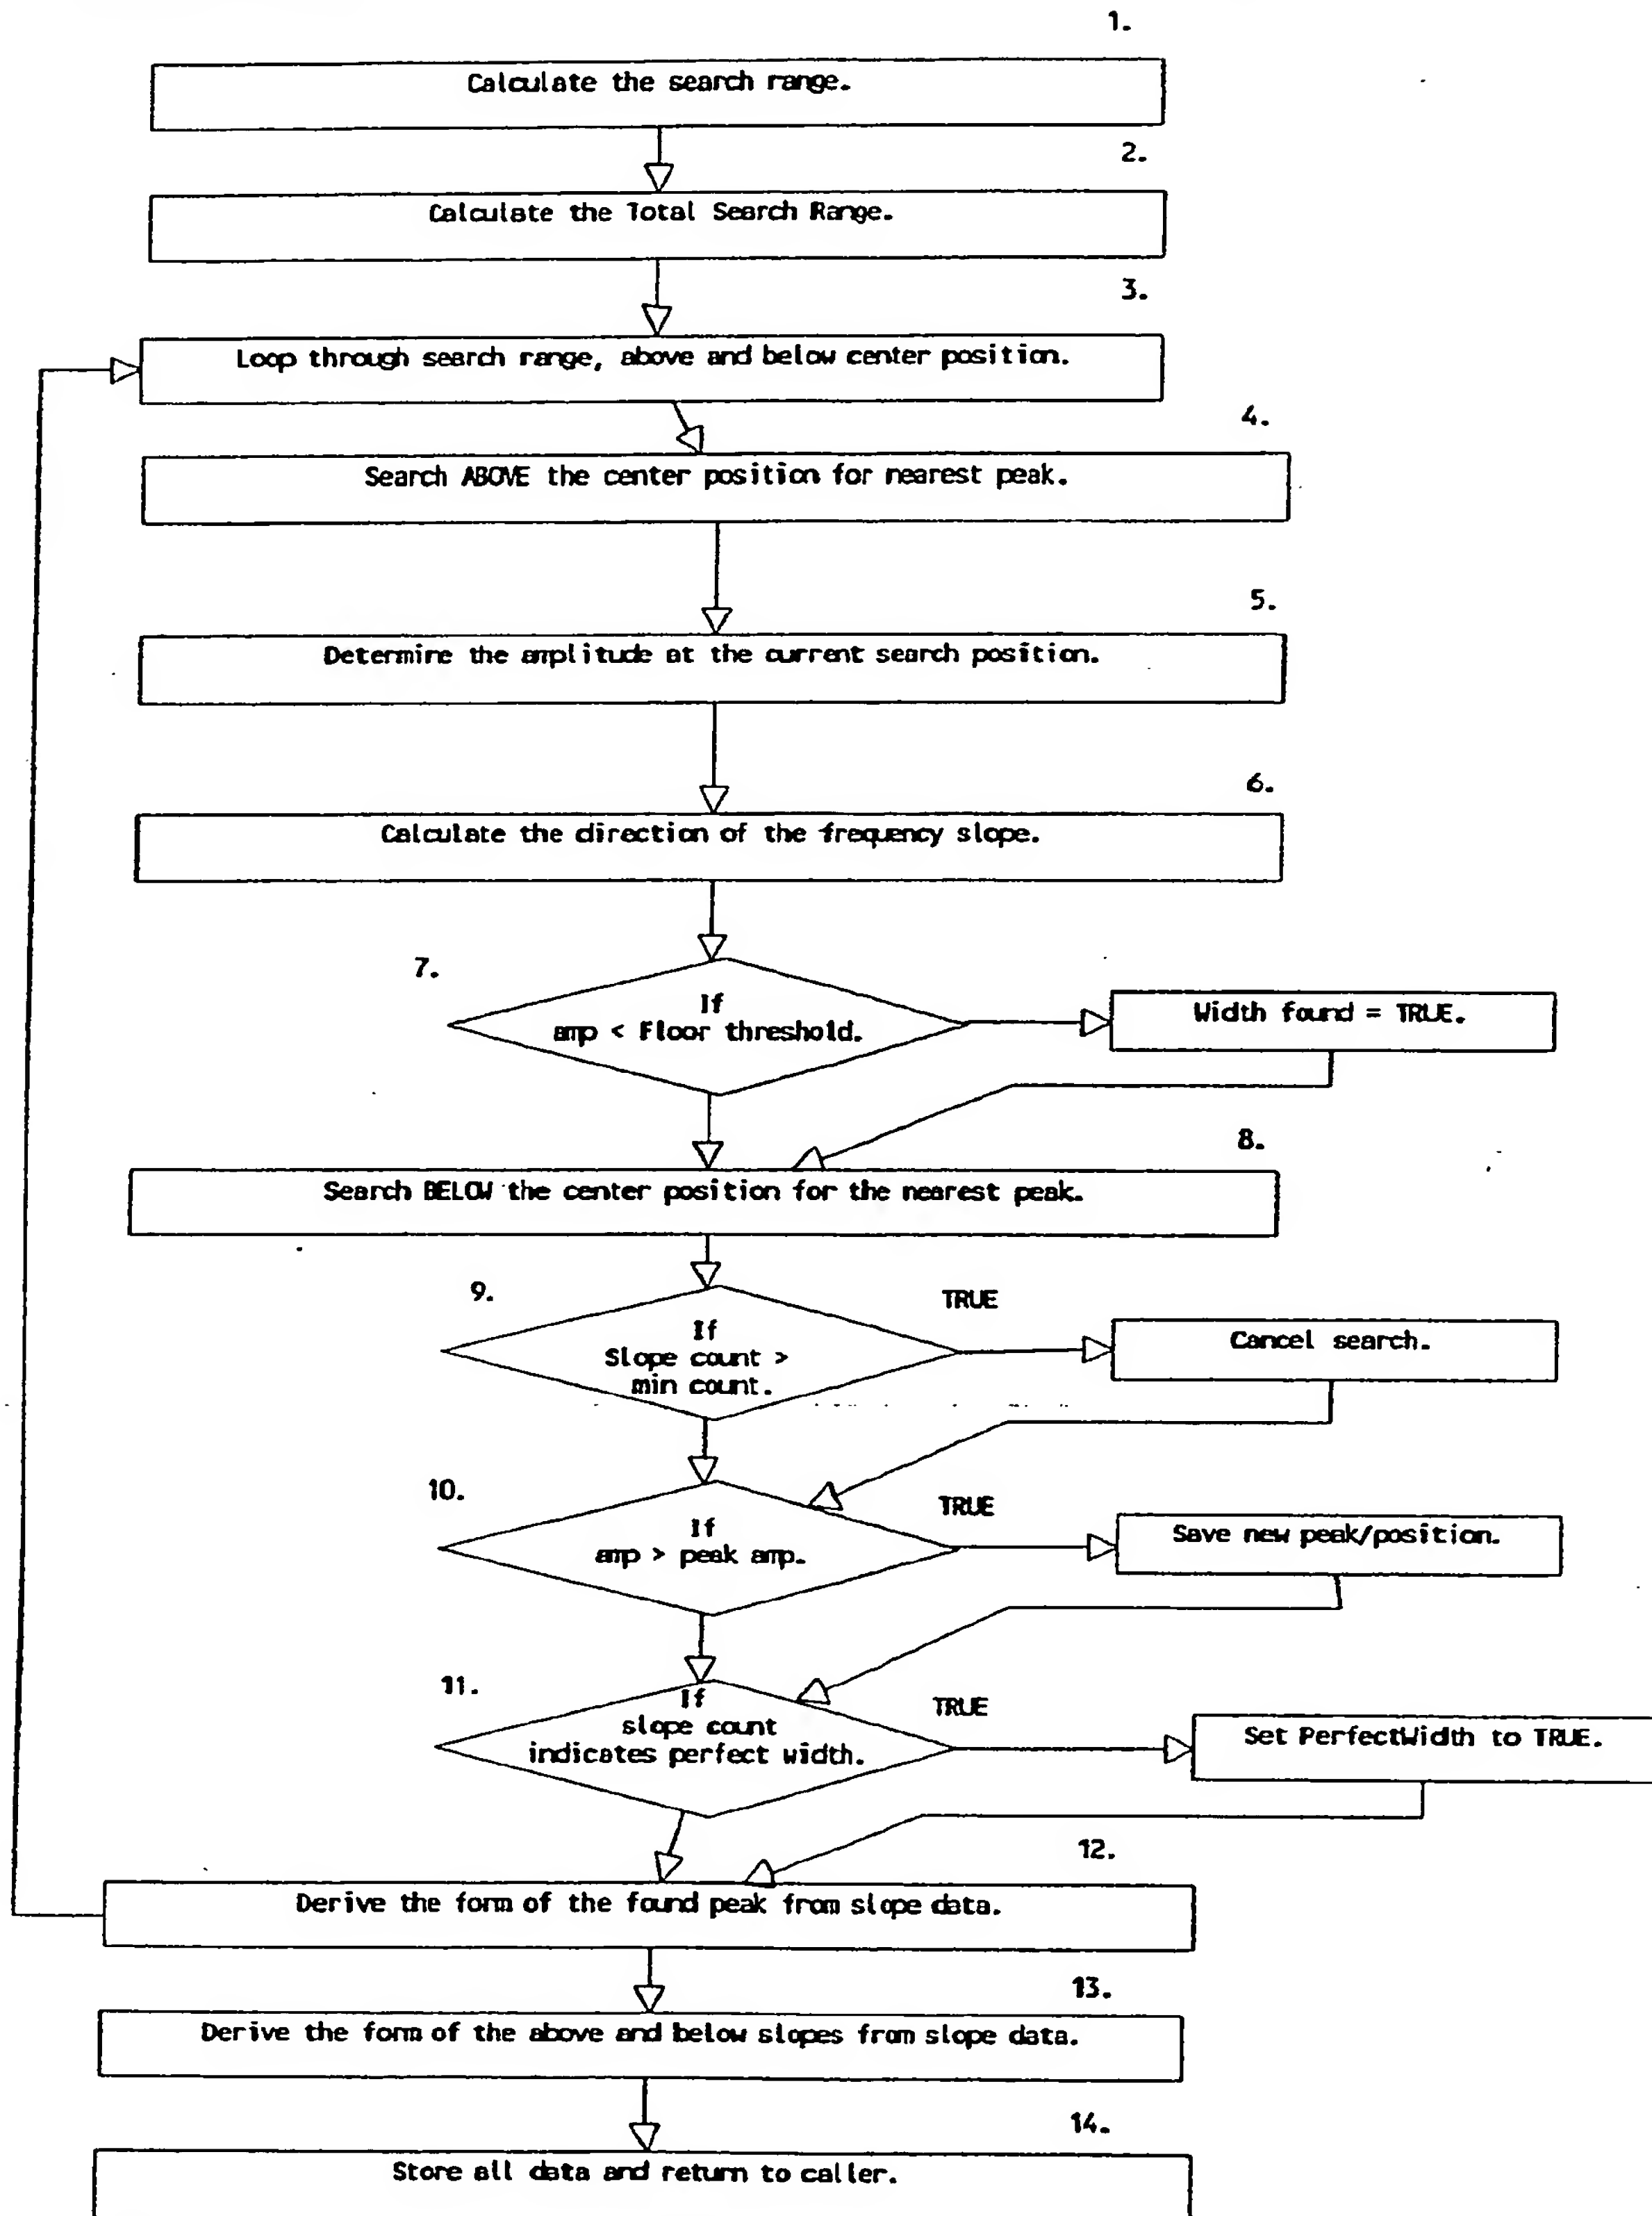 1.
Calculate the search range.
2.
Calculate the Total Search Range.
3.
Loop through search range, above and below center position.
4.
Search ABOVE the center position for nearest peak.
5.
Determine the amplitude at the current search position.
6.
Calculate the direction of the frequency slope.
7.
If
amp < Floor threshold.
Width found = TRUE.
8.
Search BELOW the center position for the nearest peak.
9.
TRUE
If
Slope count >
min count.
Cancel search.
10.
TRUE
If
amp > peak amp.
Save new peak/position.
11.
TRUE
If
slope count
indicates perfect width.
Set PerfectWidth to TRUE.
12.
Derive the form of the found peak from slope data.
13.
Derive the form of the above and below slopes from slope data.
14.
Store all data and return to caller.